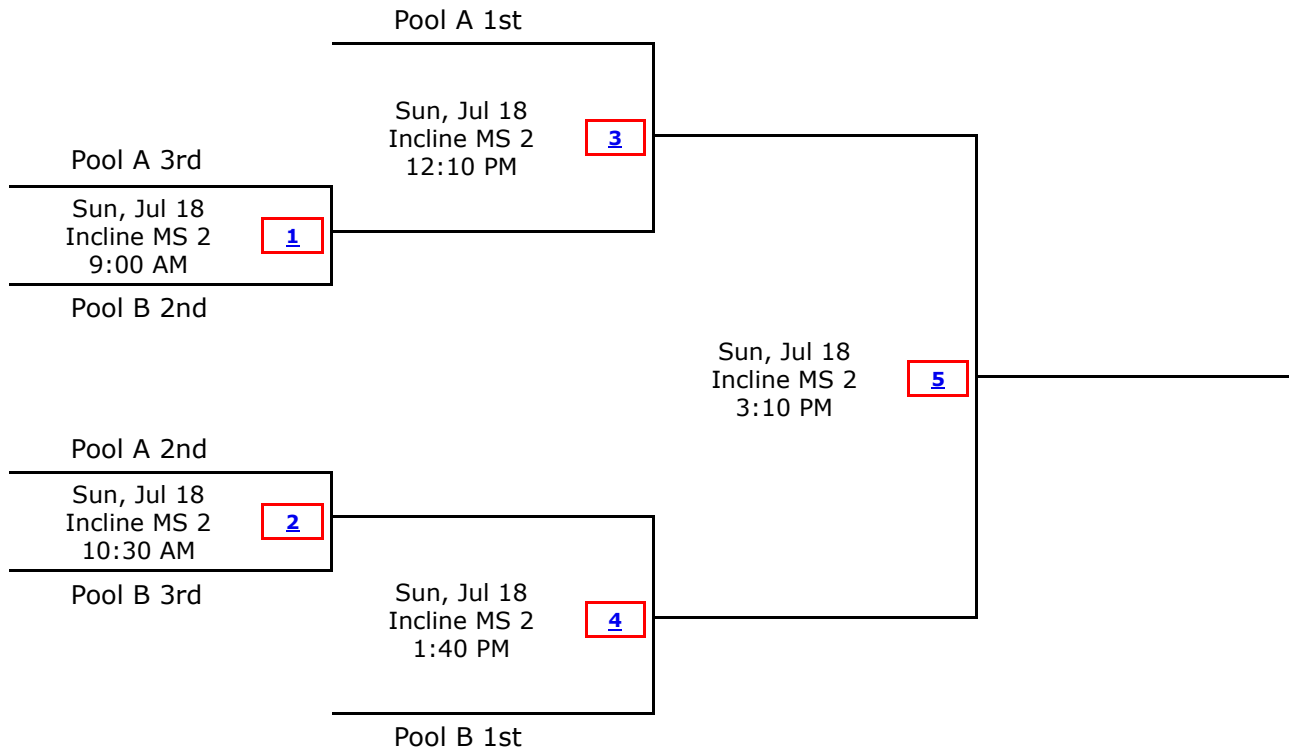 Pool A 1st
Sun, Jul 18
Incline MS 2
12:10 PM
3
Pool A 3rd
Sun, Jul 18
Incline MS 2
9:00 AM
1
Pool B 2nd
Sun, Jul 18
Incline MS 2
3:10 PM
5
Pool A 2nd
Sun, Jul 18
Incline MS 2
10:30 AM
2
Pool B 3rd
Sun, Jul 18
Incline MS 2
1:40 PM
4
Pool B 1st